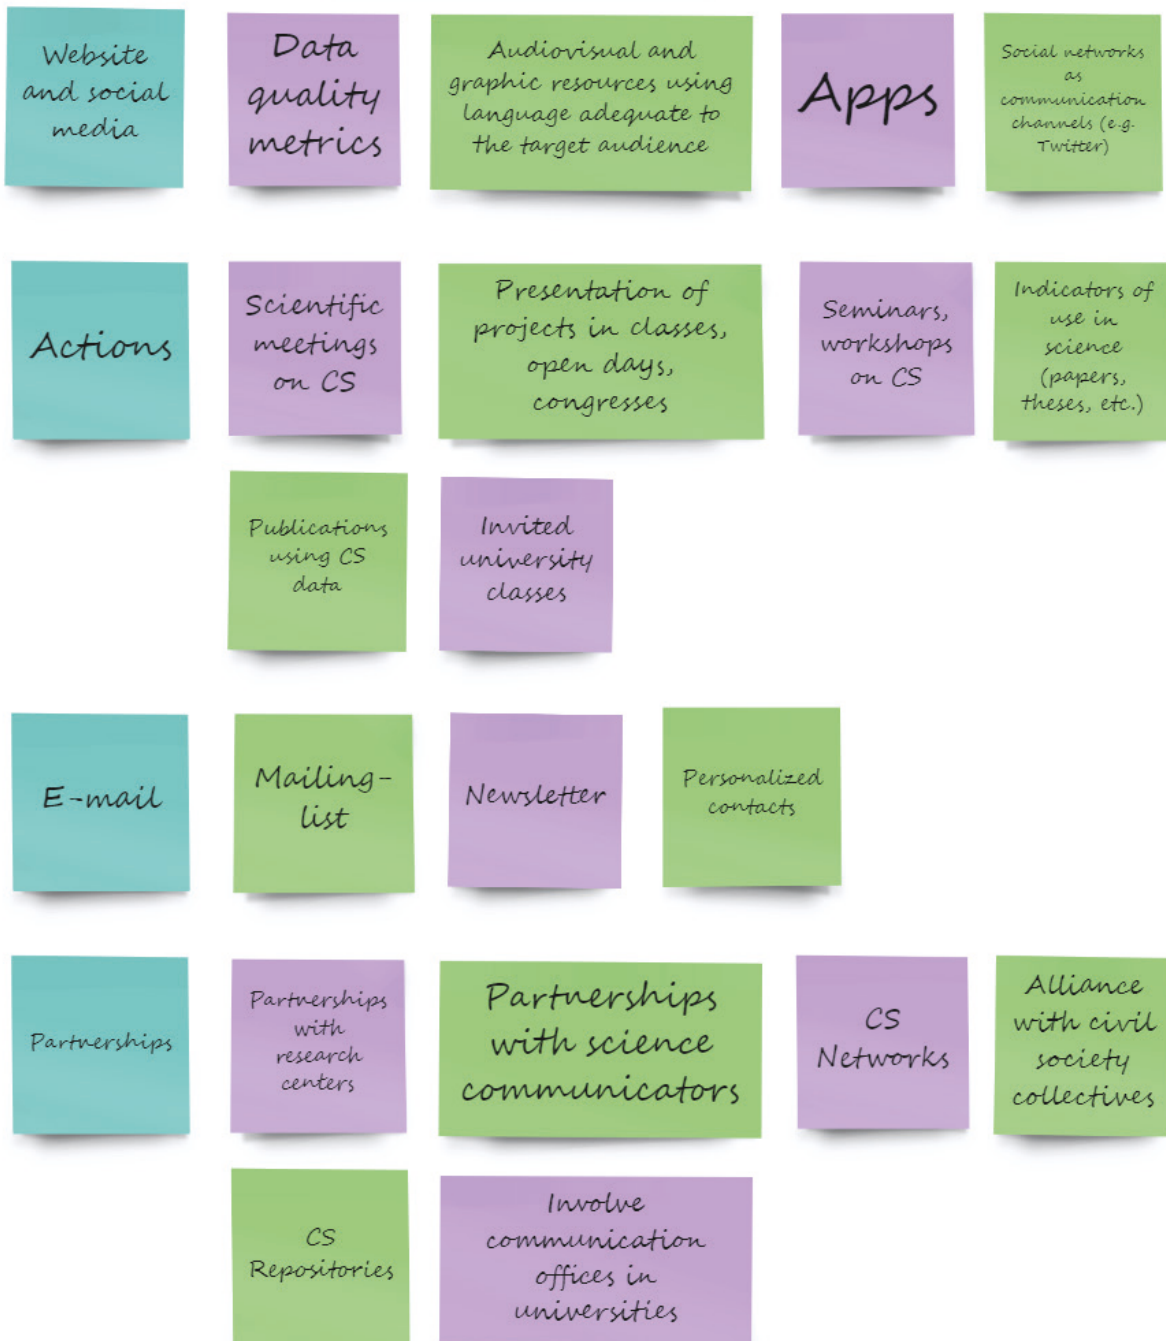 Website
and social
media
Data
quality
metrics
Audiovisual and
graphic resources using
language adequate to
the target audience
Apps
Social networks
as
communication
channels (e.g.
Twitter)
Actions
Scientific
meetings
on CS
Presentation of
projects in classes,
open days,
congresses
Seminars,
workshops
on CS
Indicators of
use in
science
(papers,
theses, etc.)
Publications
using CS
data
Invited
university
classes
E-mail
Mailing-
list
Newsletter
Personalized
contacts
Partnerships
Partnerships
with
research
centers
Partnerships
with science
communicators
CS
Networks
Alliance
with civil
society
collectives
CS
Repositories
Involve
communication
offices in
universities